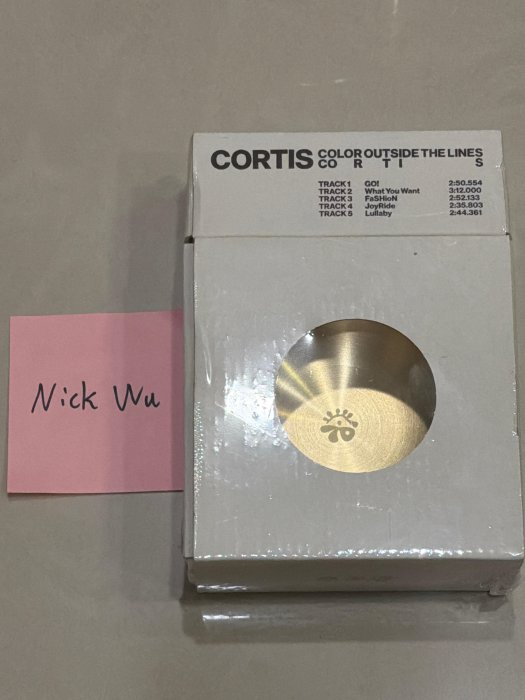 CORTIS COLOR OUTSIDE THE LINES
CO R T I S
TRACK 1 GO! 2:50.554
TRACK 2 What You Want 3:12.000
TRACK 3 FaSHioN 2:52.133
TRACK 4 JoyRide 2:35.803
TRACK 5 Lullaby 2:44.361
Nick Wu